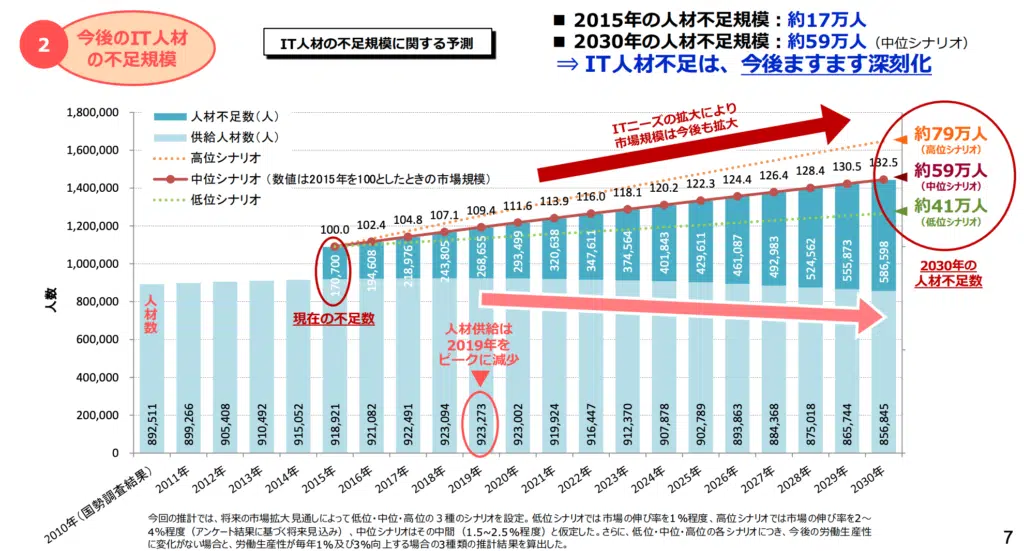 2
今後のIT人材
の不足規模
IT人材の不足規模に関する予測
■ 2015年の人材不足規模：約17万人
■ 2030年の人材不足規模：約59万人（中位シナリオ）
⇒ IT人材不足は、今後ますます深刻化
人数
1,800,000
1,600,000
1,400,000
1,200,000
1,000,000
800,000
600,000
400,000
200,000
0
人材不足数（人）
供給人材数（人）
高位シナリオ
中位シナリオ（数値は2015年を100としたときの市場規模）
低位シナリオ
ITニーズの拡大により
市場規模は今後も拡大
約79万人
（高位シナリオ）
約59万人
（中位シナリオ）
約41万人
（低位シナリオ）
2030年の
人材不足数
100.0 102.4 104.8 107.1 109.4 111.6 113.9 116.0 118.1 120.2 122.3 124.4 126.4 128.4 130.5 132.5
170,700 194,608 218,976 243,805 268,655 293,499 320,638 347,611 374,564 401,843 429,611 461,087 492,983 524,562 555,873 586,598
人材数
現在の不足数
人材供給は
2019年を
ピークに減少
892,511 899,266 905,408 910,492 915,052 918,921 921,082 922,491 923,094 923,273 923,002 919,924 916,447 912,370 907,878 902,789 893,863 884,368 875,018 865,744 856,845
2010年(国勢調査結果) 2011年 2012年 2013年 2014年 2015年 2016年 2017年 2018年 2019年 2020年 2021年 2022年 2023年 2024年 2025年 2026年 2027年 2028年 2029年 2030年
今回の推計では、将来の市場拡大見通しによって低位・中位・高位の３種のシナリオを設定。低位シナリオでは市場の伸び率を１%程度、高位シナリオでは市場の伸び率を2～
4%程度（アンケート結果に基づく将来見込み）、中位シナリオはその中間（1.5~2.5％程度）と仮定した。さらに、低位・中位・高位の各シナリオにつき、今後の労働生産性
に変化がない場合と、労働生産性が毎年1%及び3%向上する場合の3種類の推計結果を算出した。
7